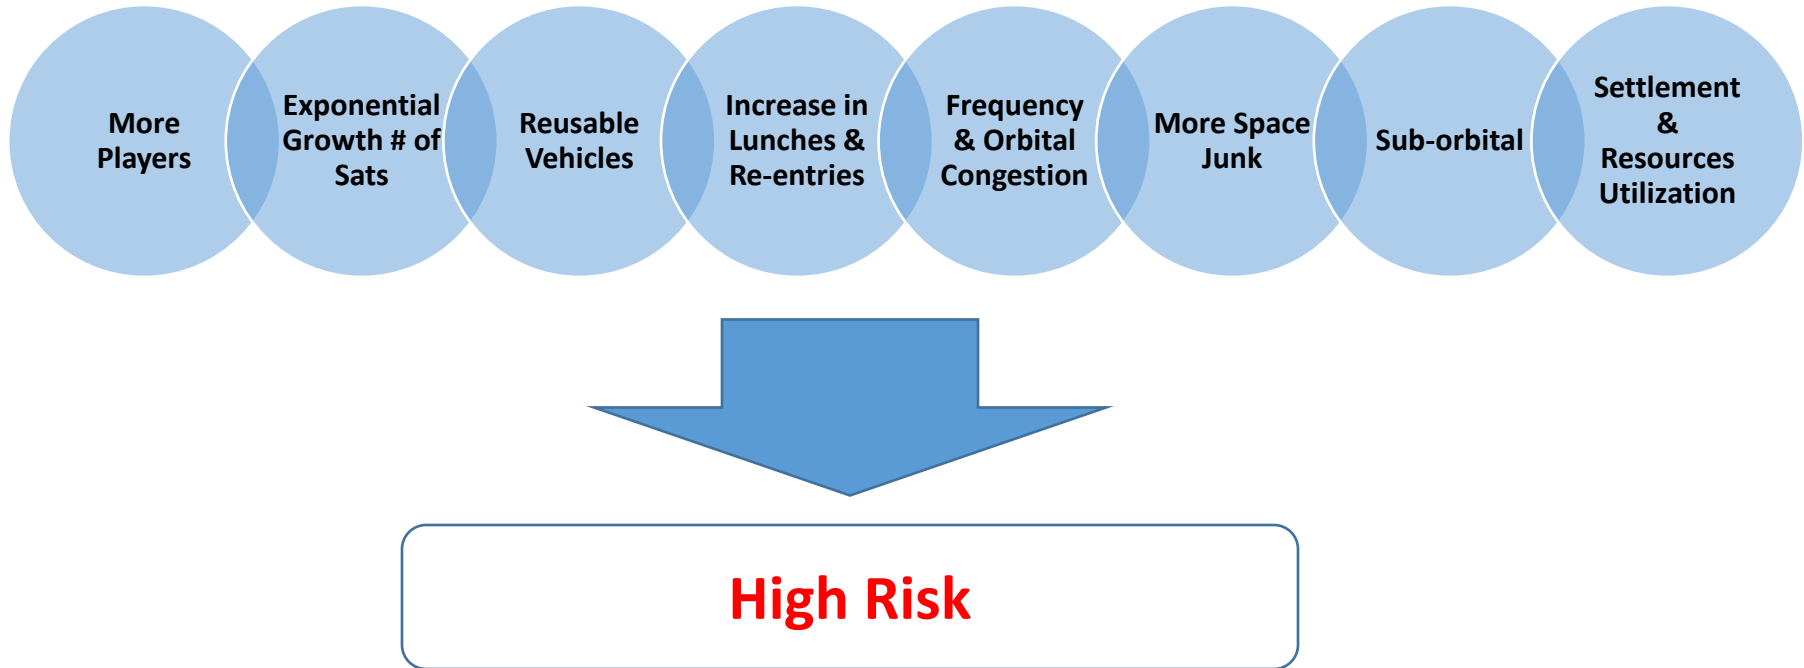 More
Players
Exponential
Growth # of
Sats
Reusable
Vehicles
Increase in
Lunches &
Re-entries
Frequency
& Orbital
Congestion
More Space
Junk
Sub-orbital
Settlement
&
Resources
Utilization
High Risk